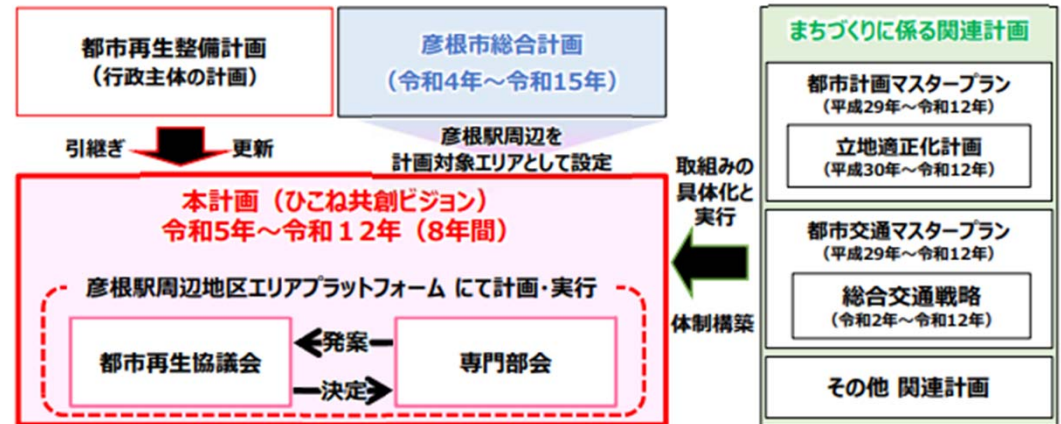 都市再生整備計画
（行政主体の計画）
彦根市総合計画
（令和4年～令和15年）
引継ぎ
更新
彦根駅周辺を
計画対象エリアとして設定
本計画（ひこね共創ビジョン）
令和5年～令和１２年（8年間）
彦根駅周辺地区エリアプラットフォーム にて計画・実行
都市再生協議会
発案
決定
専門部会
取組みの
具体化と
実行
体制構築
まちづくりに係る関連計画
都市計画マスタープラン
（平成29年～令和12年）
立地適正化計画
（平成30年～令和12年）
都市交通マスタープラン
（平成29年～令和12年）
総合交通戦略
（令和2年～令和12年）
その他 関連計画